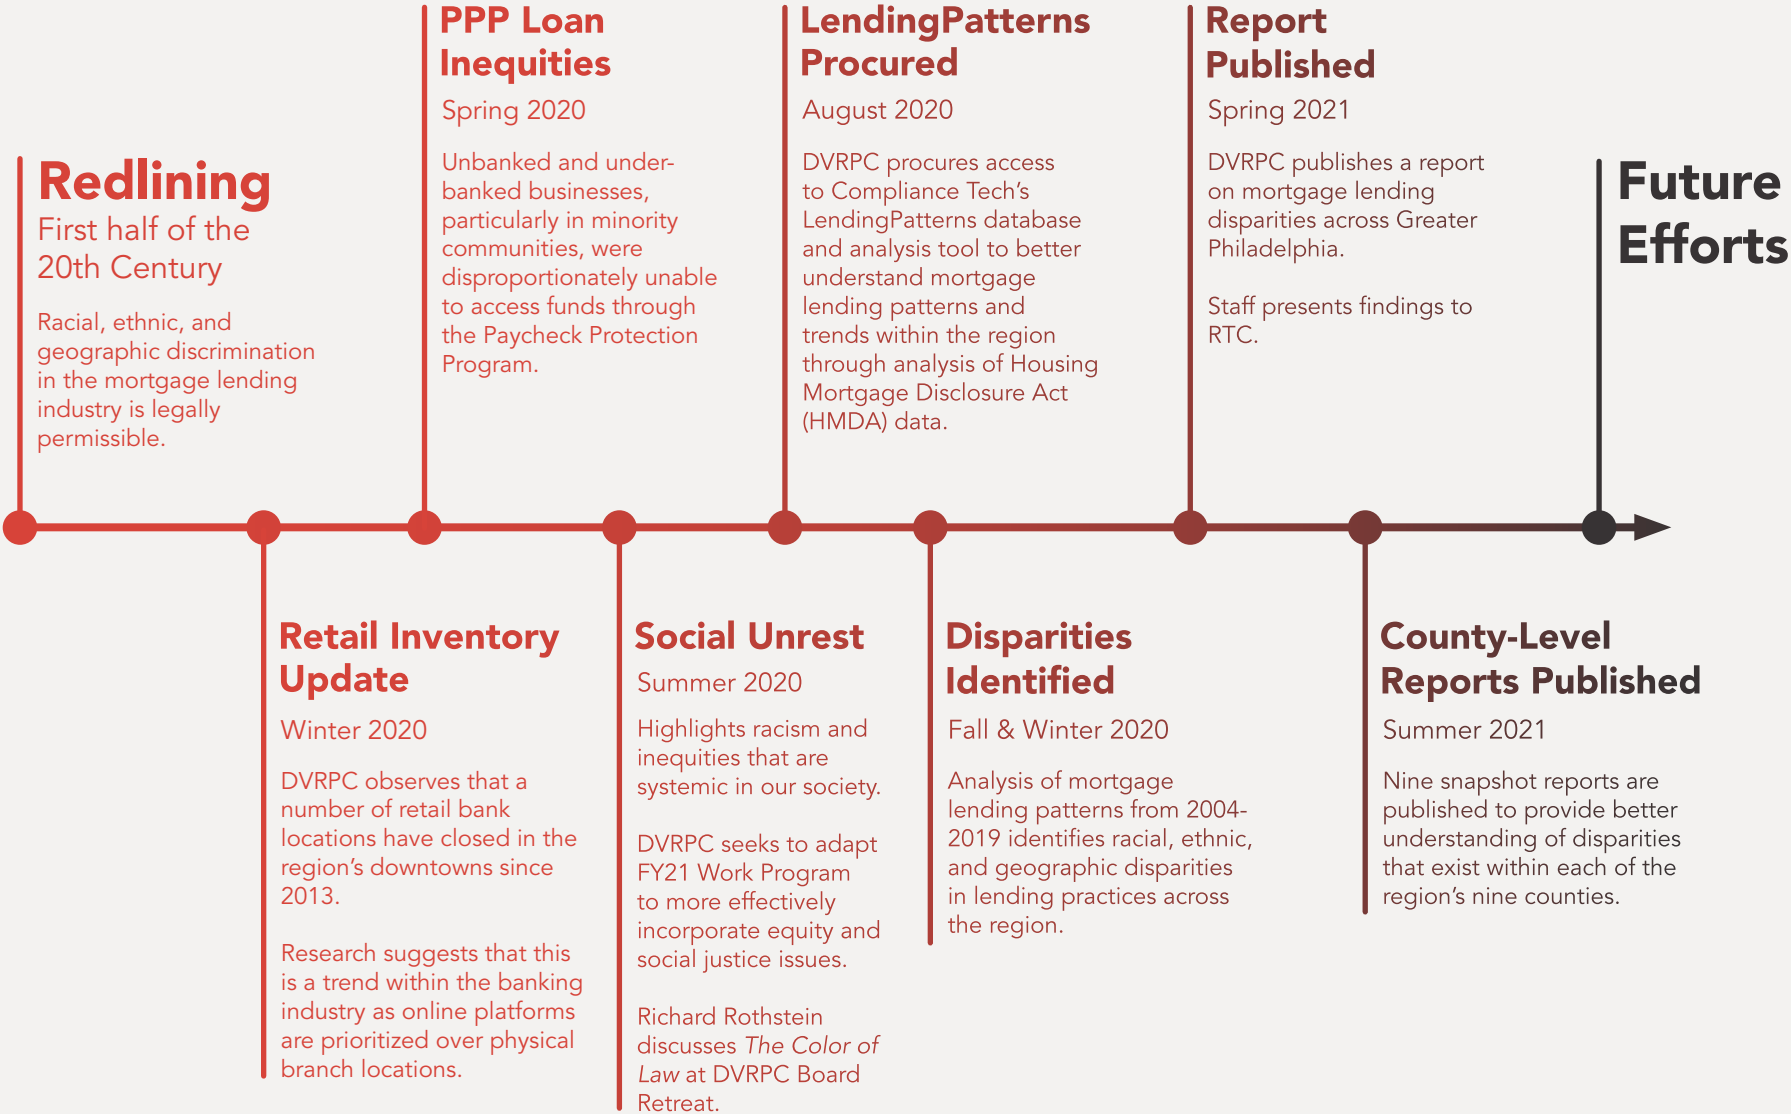 Redlining
First half of the
20th Century
Racial, ethnic, and
geographic discrimination
in the mortgage lending
industry is legally
permissible.
Retail Inventory
Update
Winter 2020
DVRPC observes that a
number of retail bank
locations have closed in the
region's downtowns since
2013.
Research suggests that this
is a trend within the banking
industry as online platforms
are prioritized over physical
branch locations.
PPP Loan
Inequities
Spring 2020
Unbanked and under-
banked businesses,
particularly in minority
communities, were
disproportionately unable
to access funds through
the Paycheck Protection
Program.
Social Unrest
Summer 2020
Highlights racism and
inequities that are
systemic in our society.
DVRPC seeks to adapt
FY21 Work Program
to more effectively
incorporate equity and
social justice issues.
Richard Rothstein
discusses The Color of
Law at DVRPC Board
Retreat.
LendingPatterns
Procured
August 2020
DVRPC procures access
to Compliance Tech's
LendingPatterns database
and analysis tool to better
understand mortgage
lending patterns and
trends within the region
through analysis of Housing
Mortgage Disclosure Act
(HMDA) data.
Disparities
Identified
Fall & Winter 2020
Analysis of mortgage
lending patterns from 2004-
2019 identifies racial, ethnic,
and geographic disparities
in lending practices across
the region.
Report
Published
Spring 2021
DVRPC publishes a report
on mortgage lending
disparities across Greater
Philadelphia.
Staff presents findings to
RTC.
County-Level
Reports Published
Summer 2021
Nine snapshot reports are
published to provide better
understanding of disparities
that exist within each of the
region's nine counties.
Future
Efforts